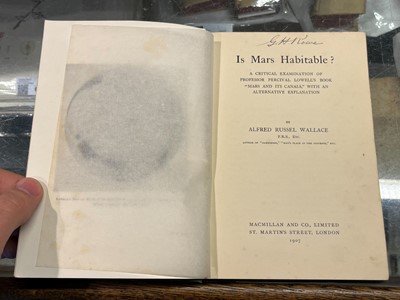 Is Mars Habitable?
A CRITICAL EXAMINATION OF
PROFESSOR PERCIVAL LOWELL'S BOOK
"MARS AND ITS CANALS," WITH AN
ALTERNATIVE EXPLANATION
BY
ALFRED RUSSEL WALLACE
F.R.S., Etc.
MACMILLAN AND CO., LIMITED
ST. MARTIN'S STREET, LONDON
1907